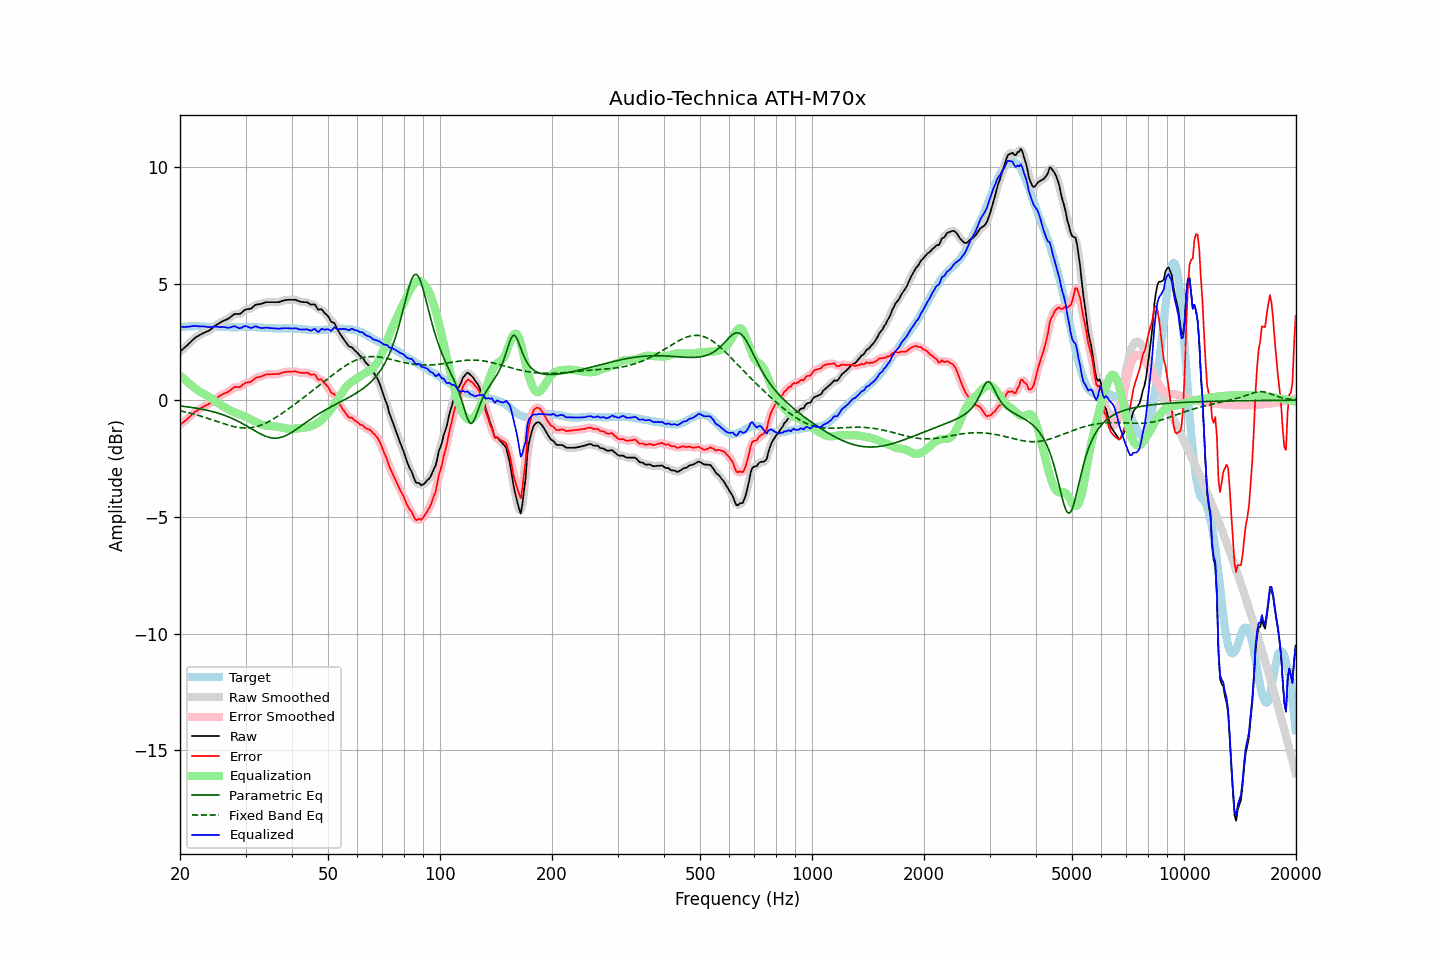 Audio-Technica ATH-M70x
Amplitude (dBr)
10
5
0
−5
−10
−15
Target
Raw Smoothed
Error Smoothed
Raw
Error
Equalization
Parametric Eq
Fixed Band Eq
Equalized
20 50 100 200 500 1000 2000 5000 10000 20000
Frequency (Hz)